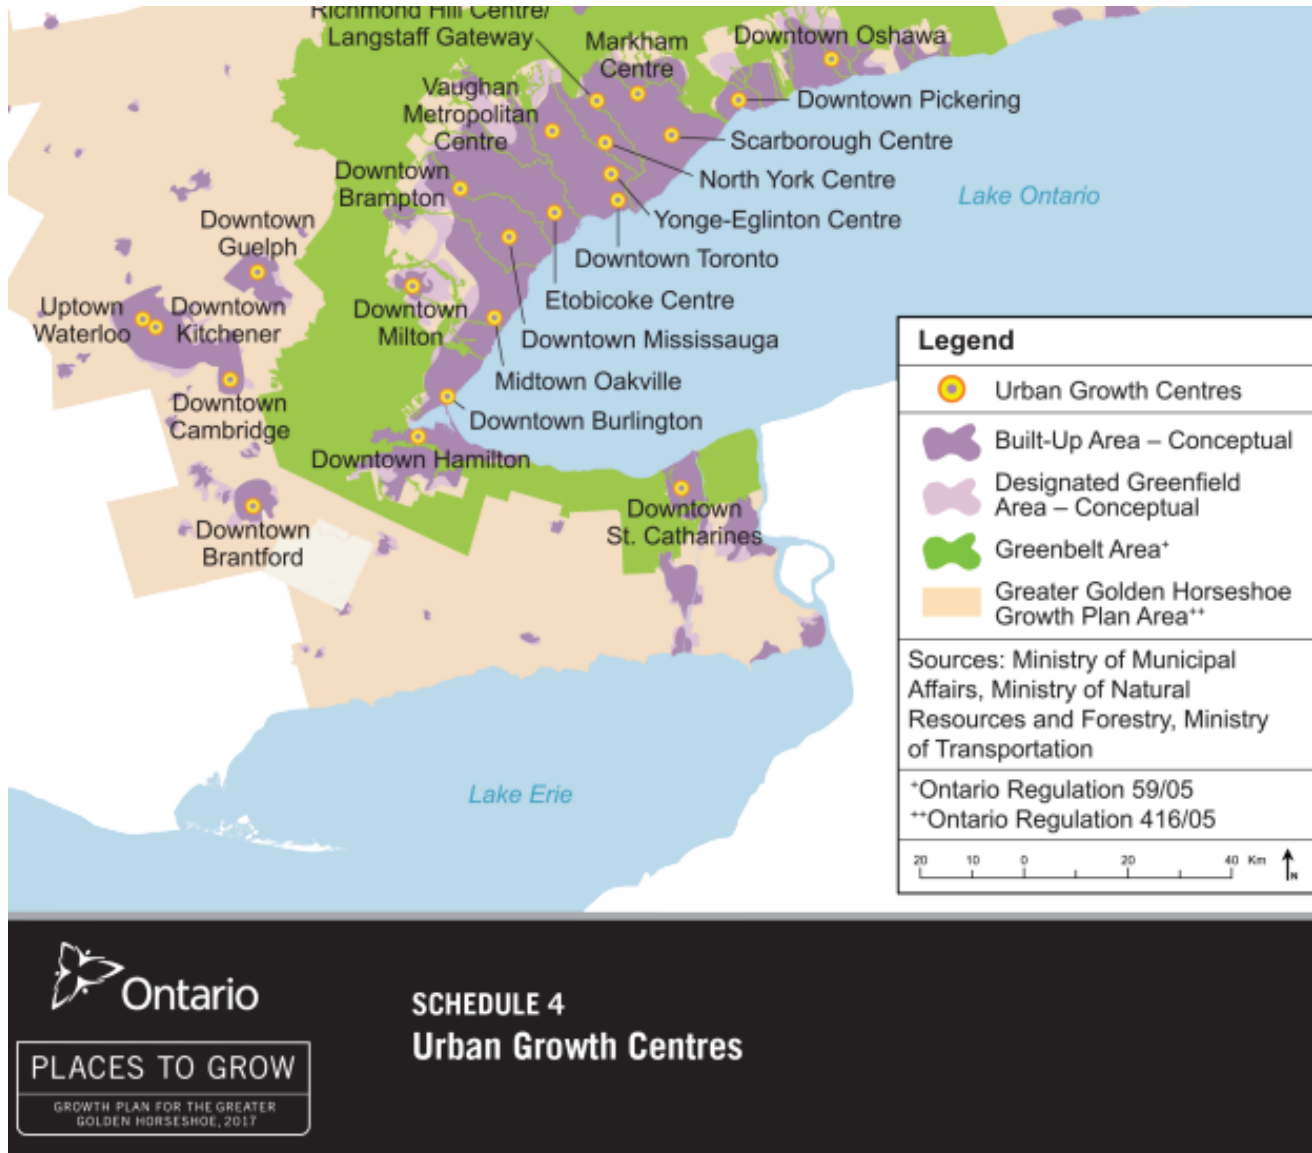 Richmond Hill Centre/
Langstaff Gateway
Markham
Centre
Downtown Oshawa
Vaughan
Metropolitan
Centre
Downtown Pickering
Scarborough Centre
Downtown
Brampton
North York Centre
Lake Ontario
Yonge-Eglinton Centre
Downtown
Guelph
Downtown Toronto
Etobicoke Centre
Uptown
Waterloo
Downtown
Kitchener
Downtown
Milton
Downtown Mississauga
Midtown Oakville
Downtown
Cambridge
Downtown Burlington
Downtown Hamilton
Downtown
St. Catharines
Downtown
Brantford
Lake Erie
Legend
Urban Growth Centres
Built-Up Area – Conceptual
Designated Greenfield
Area – Conceptual
Greenbelt Area+
Greater Golden Horseshoe
Growth Plan Area++
Sources: Ministry of Municipal
Affairs, Ministry of Natural
Resources and Forestry, Ministry
of Transportation
+Ontario Regulation 59/05
++Ontario Regulation 416/05
20 10 0 20 40 Km
N
Ontario
SCHEDULE 4
Urban Growth Centres
PLACES TO GROW
GROWTH PLAN FOR THE GREATER
GOLDEN HORSESHOE, 2017